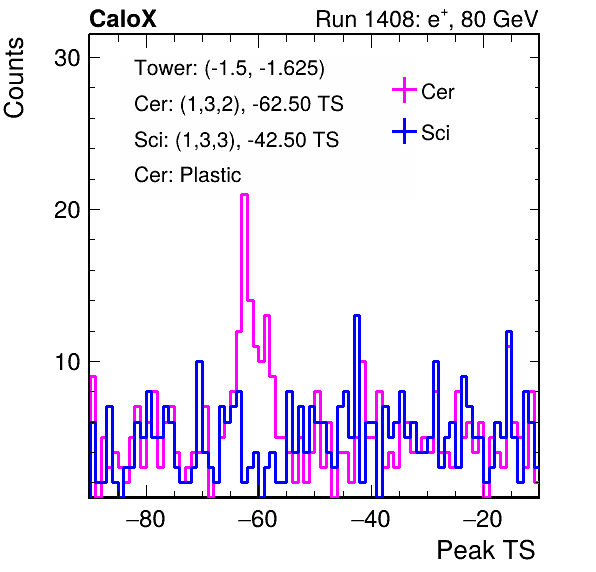 CaloX Run 1408: e⁺, 80 GeV
Counts
30
20
10
Tower: (-1.5, -1.625)
Cer: (1,3,2), -62.50 TS
Sci: (1,3,3), -42.50 TS
Cer: Plastic
Cer
Sci
−80 −60 −40 −20
Peak TS